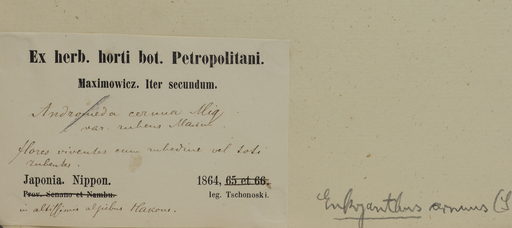 Ex herb. horti bot. Petropolitani.
Maximowicz. Iter secundum.
Andromeda cernua Miq
var. rubens Maxim.
flores viventes cum rubedine vel toti
rubentes.
Japonia. Nippon. 1864, 65 et 66.
Prov. Senano et Nambu. leg. Tschonoski.
in altissimis alpibus Hakone.
Enkyanthus cernuus (S